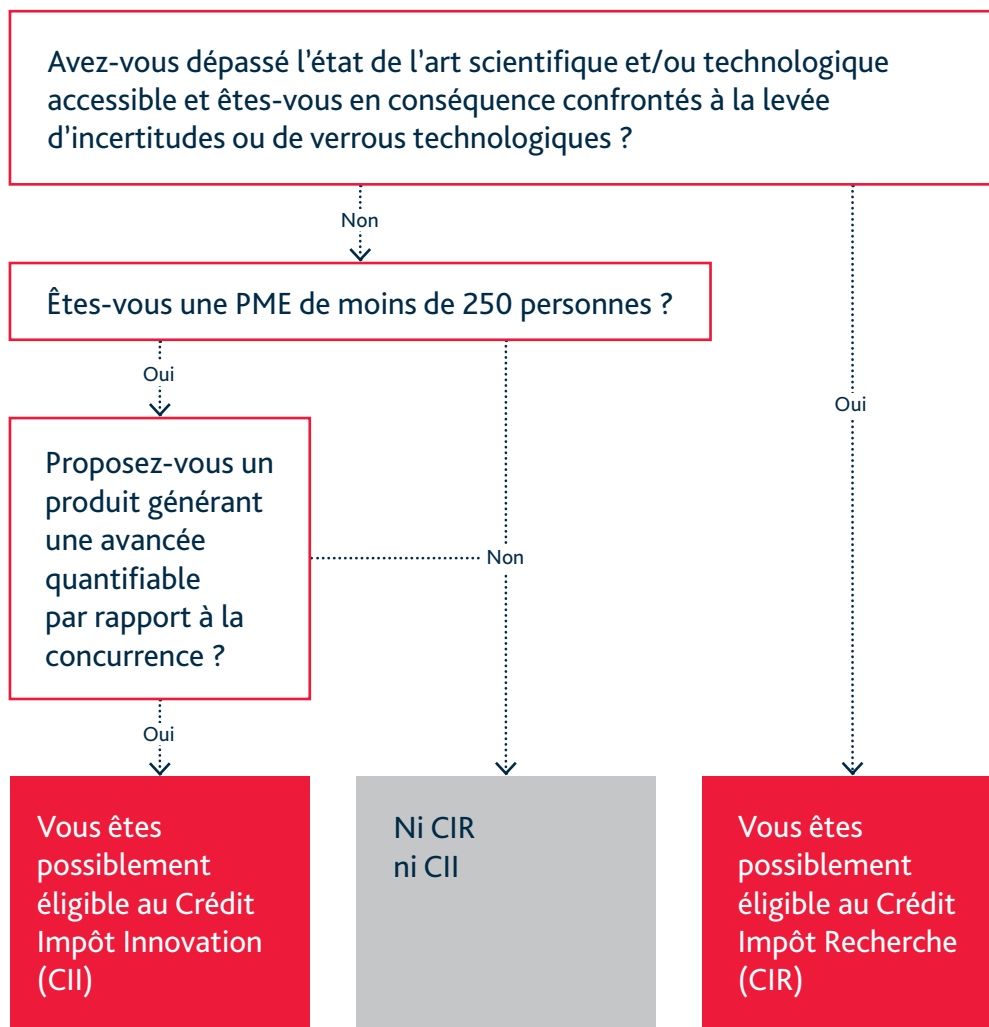 Avez-vous dépassé l’état de l’art scientifique et/ou technologique
accessible et êtes-vous en conséquence confrontés à la levée
d’incertitudes ou de verrous technologiques ?
Non
Êtes-vous une PME de moins de 250 personnes ?
Oui
Oui
Proposez-vous un
produit générant
une avancée
quantifiable
par rapport à la
concurrence ?
Non
Oui
Vous êtes
possiblement
éligible au Crédit
Impôt Innovation
(CII)
Ni CIR
ni CII
Vous êtes
possiblement
éligible au Crédit
Impôt Recherche
(CIR)